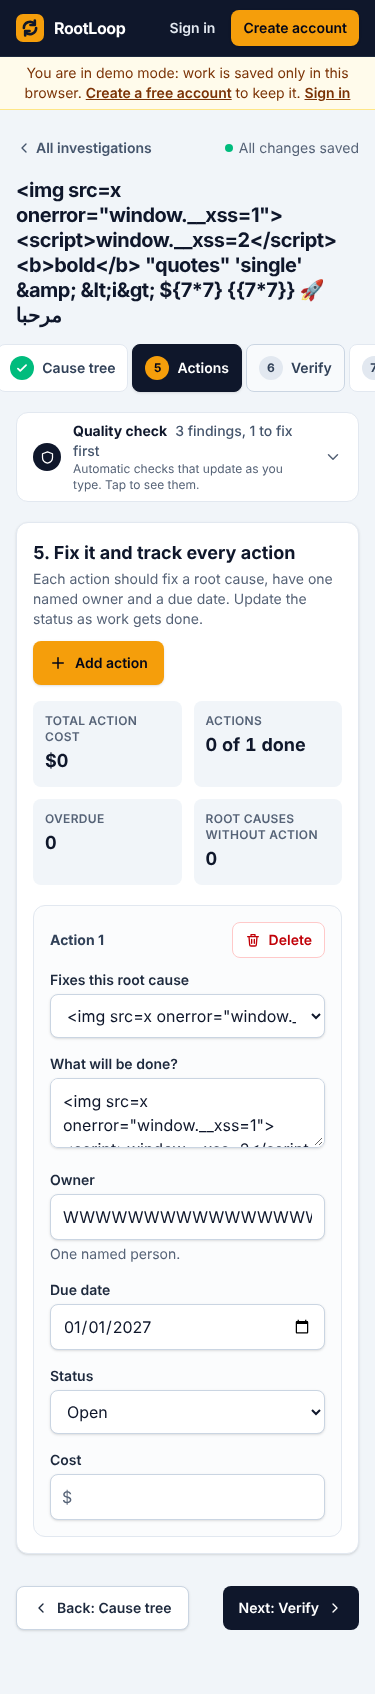 RootLoop
Sign in
Create account
You are in demo mode: work is saved only in this
browser. Create a free account to keep it. Sign in
All investigations
All changes saved
<img src=x
onerror="window.__xss=1">
<script>window.__xss=2</script>
<b>bold</b> "quotes" 'single'
&amp; &lt;i&gt; ${7*7} {{7*7}} 🚀
مرحبا
Cause tree
5 Actions
6 Verify
7
Quality check 3 findings, 1 to fix
first
Automatic checks that update as you
type. Tap to see them.
5. Fix it and track every action
Each action should fix a root cause, have one
named owner and a due date. Update the
status as work gets done.
Add action
TOTAL ACTION
COST
$0
ACTIONS
0 of 1 done
OVERDUE
0
ROOT CAUSES
WITHOUT ACTION
0
Action 1
Delete
Fixes this root cause
<img src=x onerror="window._
What will be done?
<img src=x
onerror="window.__xss=1">
<script>window.__xss=2</script
Owner
WWWWWWWWWWWWWWWW
One named person.
Due date
01/01/2027
Status
Open
Cost
$
Back: Cause tree
Next: Verify